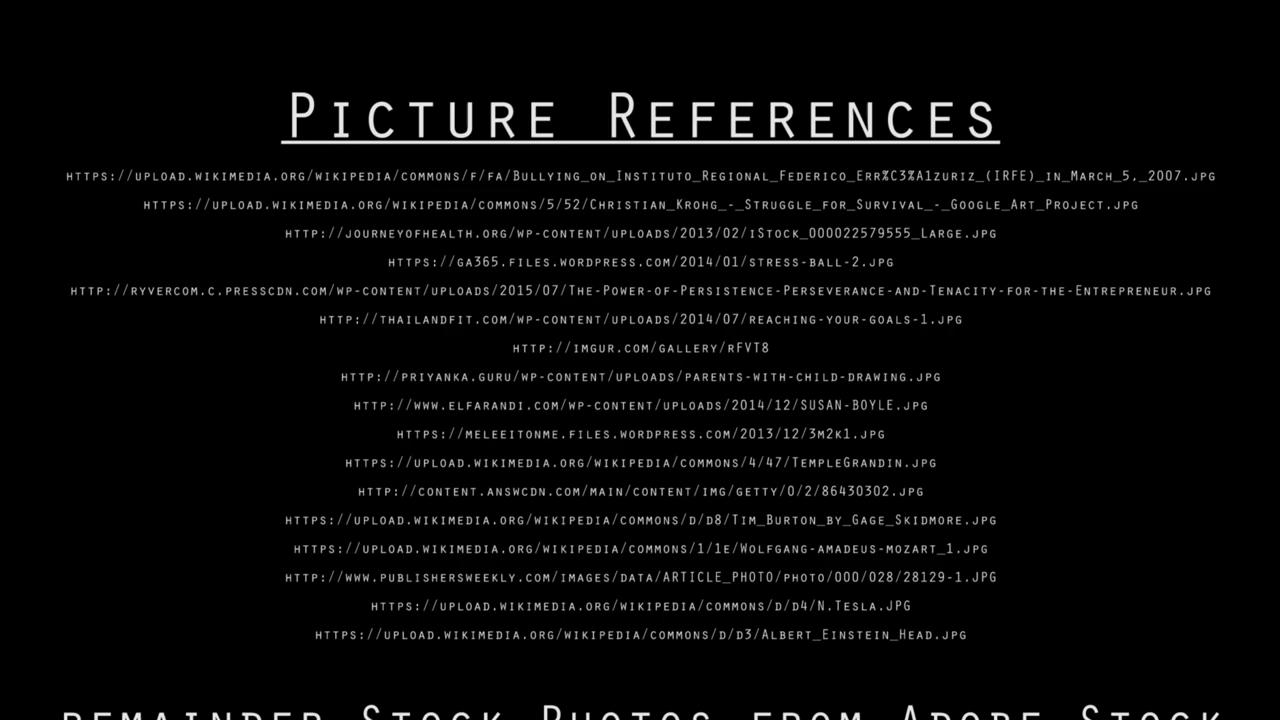 Picture References
https://upload.wikimedia.org/wikipedia/commons/f/fa/Bullying_on_Instituto_Regional_Federico_Err%C3%A1zuriz_(IRFE)_in_March_5,_2007.jpg
https://upload.wikimedia.org/wikipedia/commons/5/52/Christian_Krohg_-_Struggle_for_Survival_-_Google_Art_Project.jpg
http://journeyofhealth.org/wp-content/uploads/2013/02/iStock_000022579555_Large.jpg
https://ga365.files.wordpress.com/2014/01/stress-ball-2.jpg
http://ryvercom.c.presscdn.com/wp-content/uploads/2015/07/The-Power-of-Persistence-Perseverance-and-Tenacity-for-the-Entrepreneur.jpg
http://thailandfit.com/wp-content/uploads/2014/07/reaching-your-goals-1.jpg
http://imgur.com/gallery/rFVT8
http://priyanka.guru/wp-content/uploads/parents-with-child-drawing.jpg
http://www.elfarandi.com/wp-content/uploads/2014/12/SUSAN-BOYLE.jpg
https://meleeitonme.files.wordpress.com/2013/12/3m2k1.jpg
https://upload.wikimedia.org/wikipedia/commons/4/47/TempleGrandin.jpg
http://content.answcdn.com/main/content/img/getty/0/2/86430302.jpg
https://upload.wikimedia.org/wikipedia/commons/d/d8/Tim_Burton_by_Gage_Skidmore.jpg
https://upload.wikimedia.org/wikipedia/commons/1/1e/Wolfgang-amadeus-mozart_1.jpg
http://www.publishersweekly.com/images/data/ARTICLE_PHOTO/photo/000/028/28129-1.JPG
https://upload.wikimedia.org/wikipedia/commons/d/d4/N.Tesla.JPG
https://upload.wikimedia.org/wikipedia/commons/d/d3/Albert_Einstein_Head.jpg
remainder Stock Photos from Adobe Stock